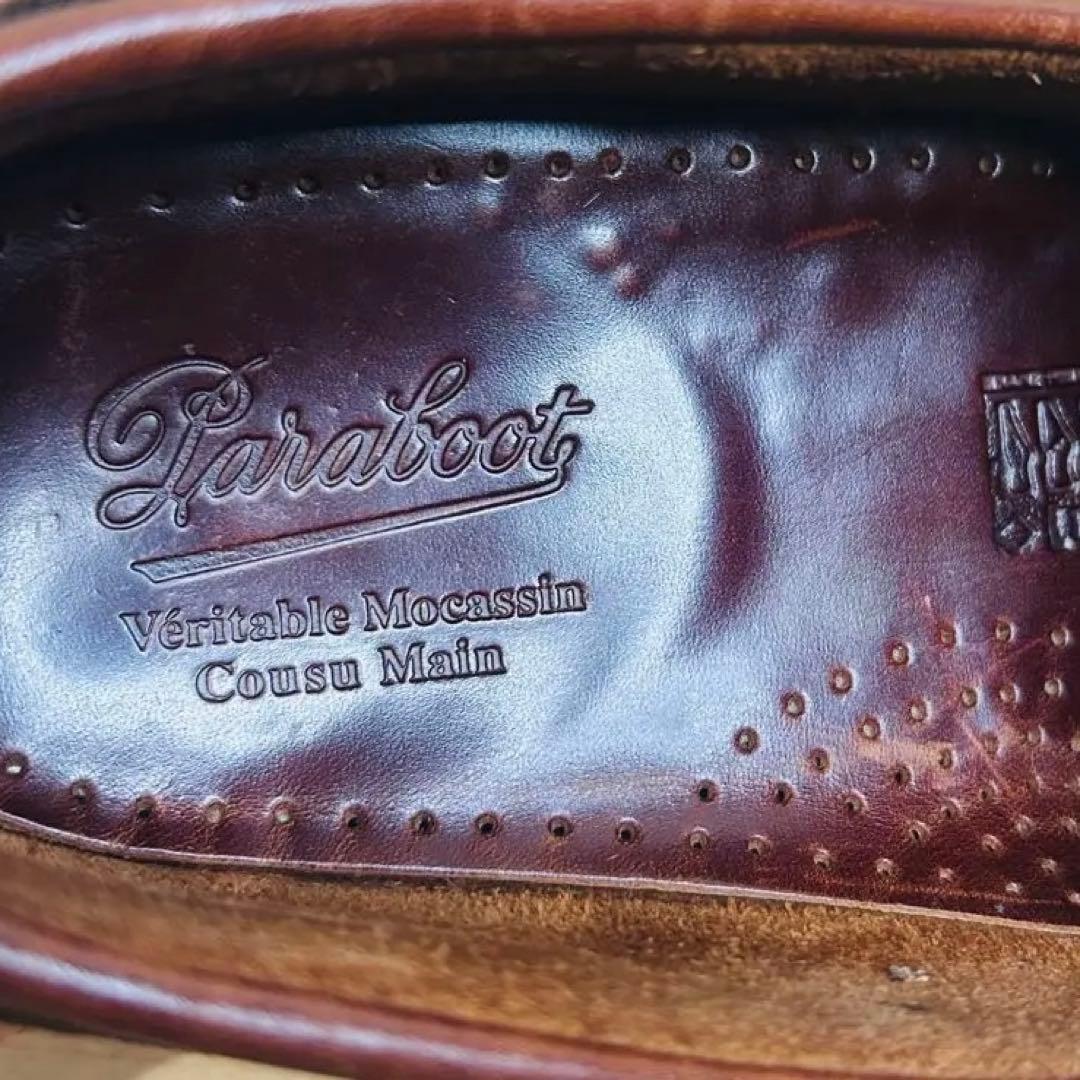 Paraboot
Véritable Mocassin
Cousu Main